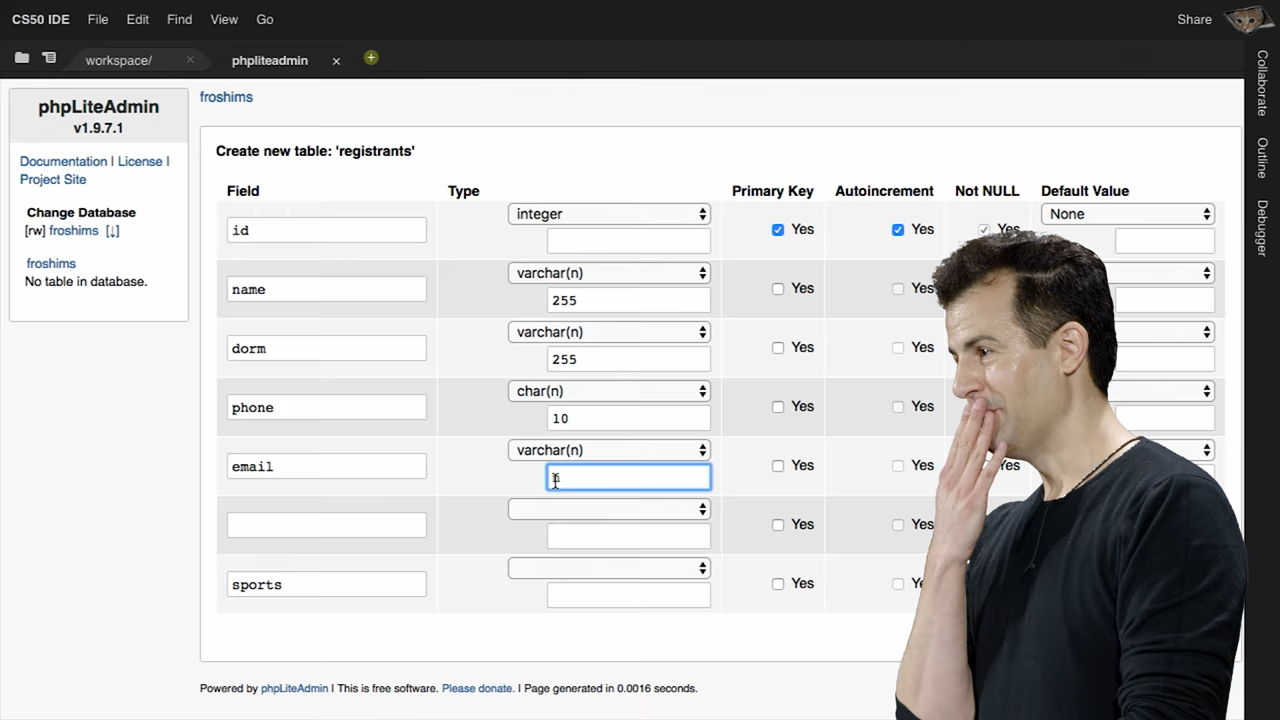 CS50 IDE File Edit Find View Go Share
workspace/ × phpliteadmin ×
phpLiteAdmin
v1.9.7.1
Documentation | License |
Project Site
Change Database
[rw] froshims [↓]
froshims
No table in database.
froshims
Create new table: 'registrants'
Field Type Primary Key Autoincrement Not NULL Default Value
id integer Yes Yes Yes None
name varchar(n) Yes Yes
255
dorm varchar(n) Yes Yes
255
phone char(n) Yes Yes
10
email varchar(n) Yes Yes Yes
Yes Yes
sports Yes
Powered by phpLiteAdmin | This is free software. Please donate. | Page generated in 0.0016 seconds.
Collaborate
Outline
Debugger